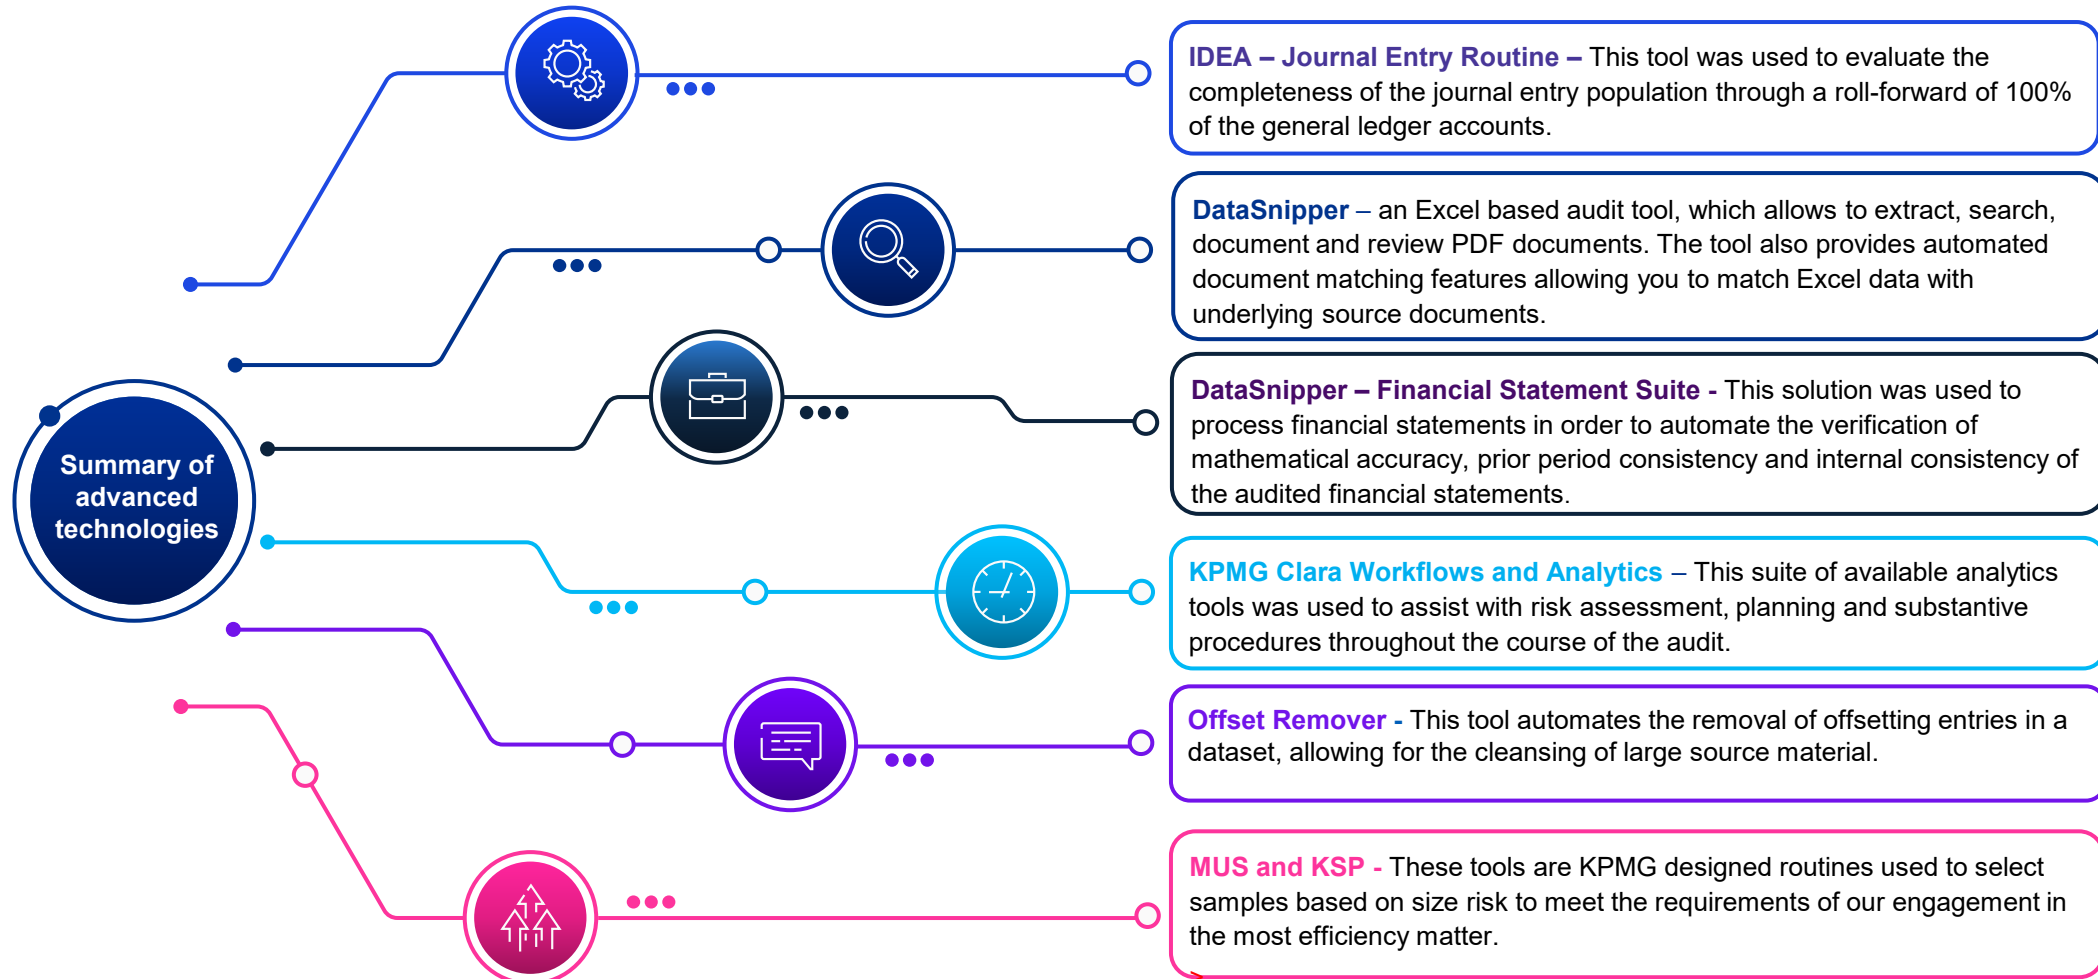 Summary of
advanced
technologies
IDEA – Journal Entry Routine – This tool was used to evaluate the
completeness of the journal entry population through a roll-forward of 100%
of the general ledger accounts.
DataSnipper – an Excel based audit tool, which allows to extract, search,
document and review PDF documents. The tool also provides automated
document matching features allowing you to match Excel data with
underlying source documents.
DataSnipper – Financial Statement Suite - This solution was used to
process financial statements in order to automate the verification of
mathematical accuracy, prior period consistency and internal consistency of
the audited financial statements.
KPMG Clara Workflows and Analytics – This suite of available analytics
tools was used to assist with risk assessment, planning and substantive
procedures throughout the course of the audit.
Offset Remover - This tool automates the removal of offsetting entries in a
dataset, allowing for the cleansing of large source material.
MUS and KSP - These tools are KPMG designed routines used to select
samples based on size risk to meet the requirements of our engagement in
the most efficiency matter.